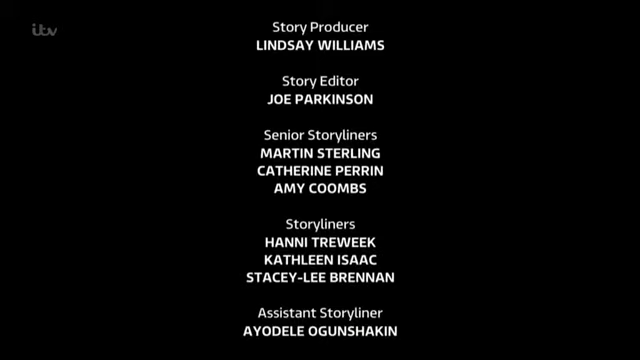 itv
Story Producer
LINDSAY WILLIAMS
Story Editor
JOE PARKINSON
Senior Storyliners
MARTIN STERLING
CATHERINE PERRIN
AMY COOMBS
Storyliners
HANNI TREWEEK
KATHLEEN ISAAC
STACEY-LEE BRENNAN
Assistant Storyliner
AYODELE OGUNSHAKIN